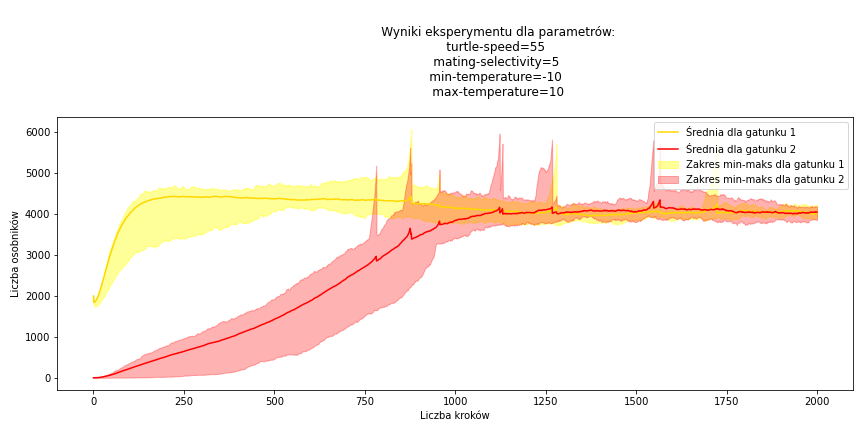 Wyniki eksperymentu dla parametrów:
turtle-speed=55
mating-selectivity=5
min-temperature=-10
max-temperature=10
6000
5000
4000
3000
2000
1000
0
Liczba osobników
Średnia dla gatunku 1
Średnia dla gatunku 2
Zakres min-maks dla gatunku 1
Zakres min-maks dla gatunku 2
0 250 500 750 1000 1250 1500 1750 2000
Liczba kroków